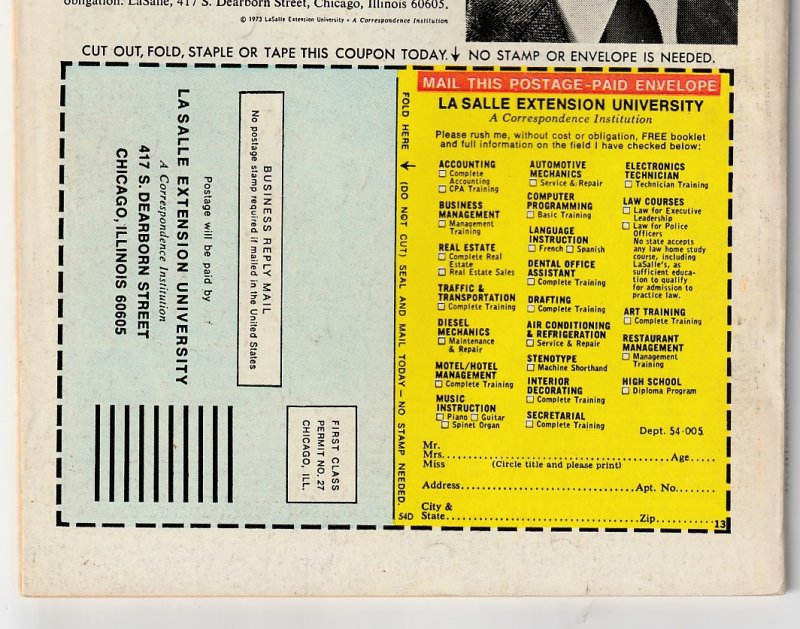 obligation. LaSalle, 417 S. Dearborn Street, Chicago, Illinois 60605.
© 1973 LaSalle Extension University • A Correspondence Institution
CUT OUT, FOLD, STAPLE OR TAPE THIS COUPON TODAY. ↓ NO STAMP OR ENVELOPE IS NEEDED.
BUSINESS REPLY MAIL
No postage stamp required if mailed in the United States
Postage will be paid by
LA SALLE EXTENSION UNIVERSITY
A Correspondence Institution
417 S. DEARBORN STREET
CHICAGO, ILLINOIS 60605
FIRST CLASS
PERMIT NO. 27
CHICAGO, ILL.
FOLD HERE (DO NOT CUT) SEAL AND MAIL TODAY — NO STAMP NEEDED.
54D
MAIL THIS POSTAGE-PAID ENVELOPE
LA SALLE EXTENSION UNIVERSITY
A Correspondence Institution
Please rush me, without cost or obligation, FREE booklet
and full information on the field I have checked below:
ACCOUNTING
☐ Complete
Accounting
☐ CPA Training
BUSINESS
MANAGEMENT
☐ Management
Training
REAL ESTATE
☐ Complete Real
Estate
☐ Real Estate Sales
TRAFFIC &
TRANSPORTATION
☐ Complete Training
DIESEL
MECHANICS
☐ Maintenance
& Repair
MOTEL/HOTEL
MANAGEMENT
☐ Complete Training
MUSIC
INSTRUCTION
☐ Piano ☐ Guitar
☐ Spinet Organ
AUTOMOTIVE
MECHANICS
☐ Service & Repair
COMPUTER
PROGRAMMING
☐ Basic Training
LANGUAGE
INSTRUCTION
☐ French ☐ Spanish
DENTAL OFFICE
ASSISTANT
☐ Complete Training
DRAFTING
☐ Complete Training
AIR CONDITIONING
& REFRIGERATION
☐ Service & Repair
STENOTYPE
☐ Machine Shorthand
INTERIOR
DECORATING
☐ Complete Training
SECRETARIAL
☐ Complete Training
ELECTRONICS
TECHNICIAN
☐ Technician Training
LAW COURSES
☐ Law for Executive
Leadership
☐ Law for Police
Officers
No state accepts
any law home study
course, including
LaSalle's, as
sufficient educa-
tion to qualify
for admission to
practice law.
ART TRAINING
☐ Complete Training
RESTAURANT
MANAGEMENT
☐ Management
Training
HIGH SCHOOL
☐ Diploma Program
Dept. 54-005
Mr.
Mrs. Age
Miss (Circle title and please print)
Address Apt. No.
City &
State Zip
13